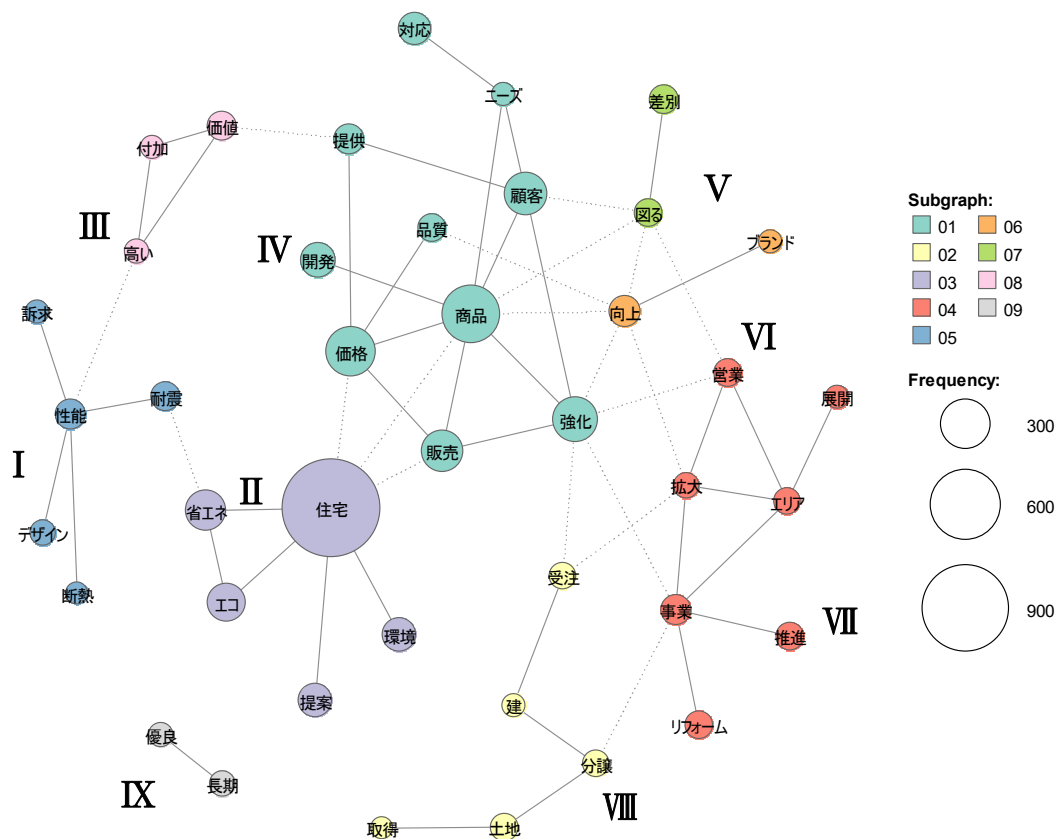 対応
ニーズ
差別
価値
提供
付加
顧客
Ⅴ
図る
Ⅲ
品質
ブランド
高い
Ⅳ
開発
訴求
商品
向上
価格
Ⅵ
営業
耐震
性能
展開
強化
販売
Ⅰ
Ⅱ
拡大
エリア
省エネ
住宅
デザイン
受注
断熱
エコ
事業
Ⅶ
推進
環境
提案
建
リフォーム
優良
分譲
長期
Ⅸ
Ⅷ
取得
土地
Subgraph:
01 06
02 07
03 08
04 09
05
Frequency:
300
600
900